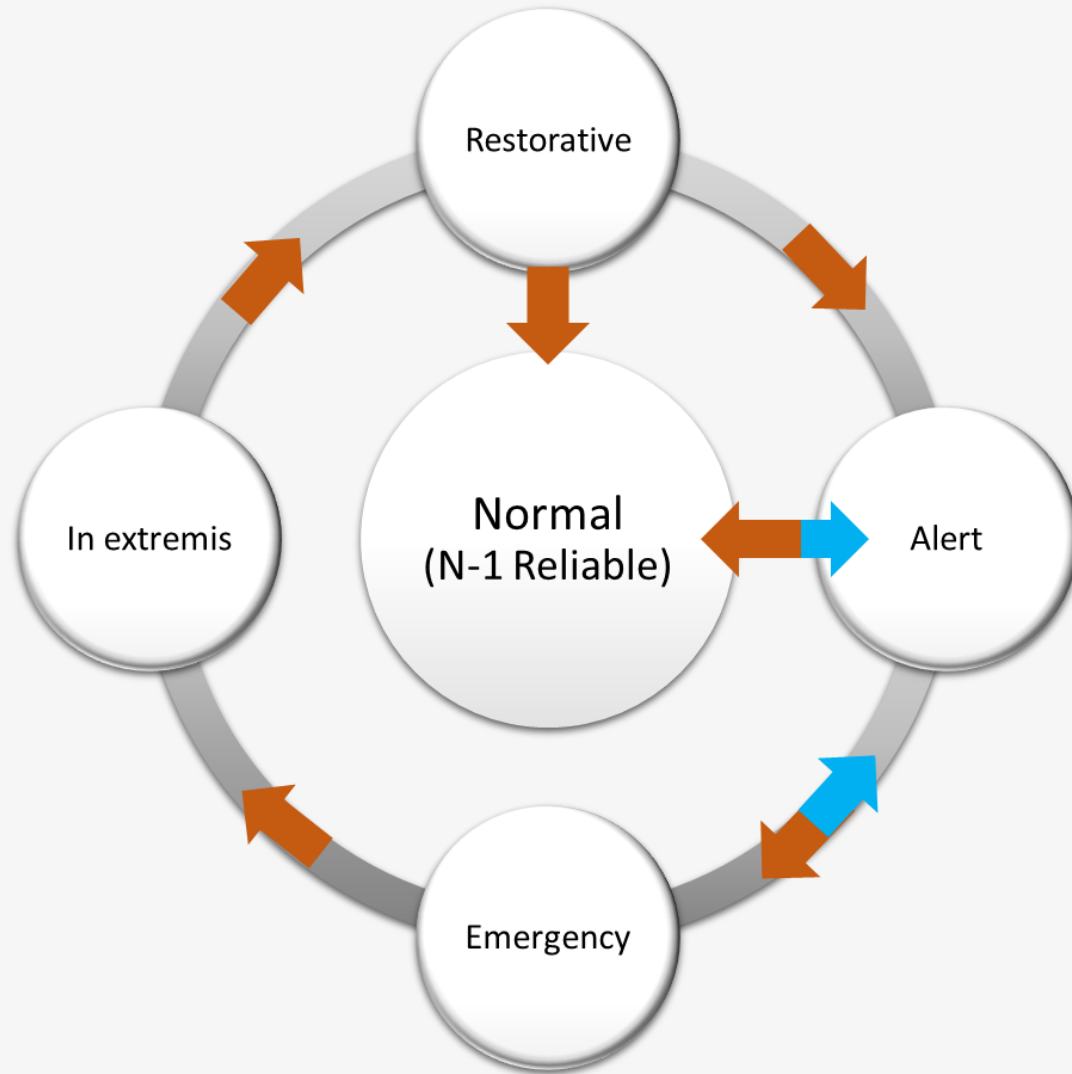 Restorative
In extremis
Normal
(N-1 Reliable)
Alert
Emergency